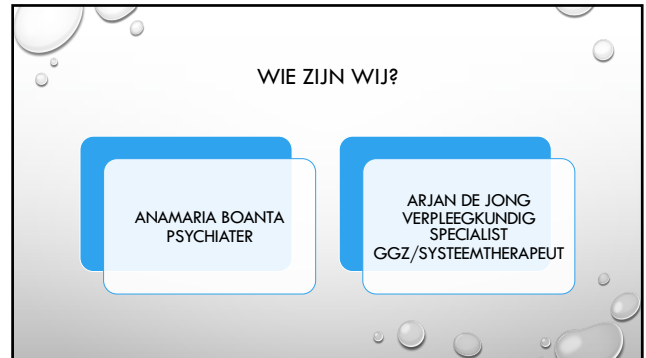 WIE ZIJN WIJ?
ANAMARIA BOANTA
PSYCHIATER
ARJAN DE JONG
VERPLEEGKUNDIG
SPECIALIST
GGZ/SYSTEEMTHERAPEUT